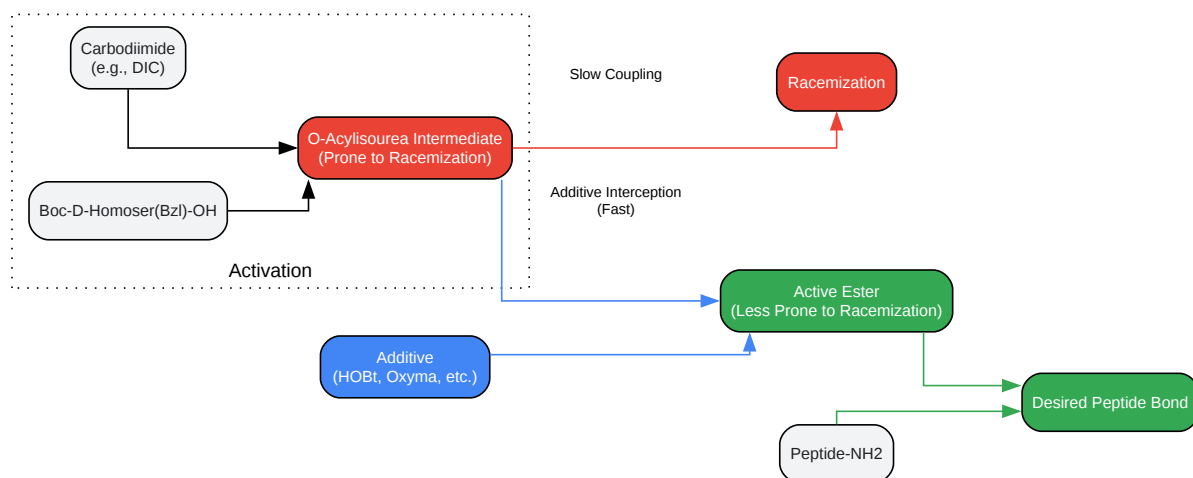 Carbodiimide
(e.g., DIC)
Slow Coupling
Racemization
O-Acylisourea Intermediate
(Prone to Racemization)
Boc-D-Homoser(Bzl)-OH
Additive Interception
(Fast)
Activation
Active Ester
(Less Prone to Racemization)
Additive
(HOBt, Oxyma, etc.)
Desired Peptide Bond
Peptide-NH2